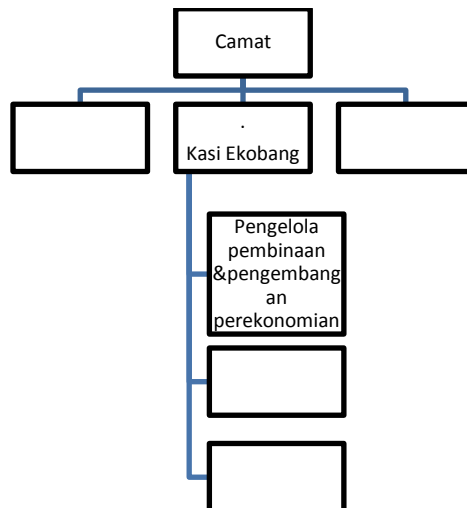 Camat
.
Kasi Ekobang
Pengelola
pembinaan
&pengembang
an
perekonomian